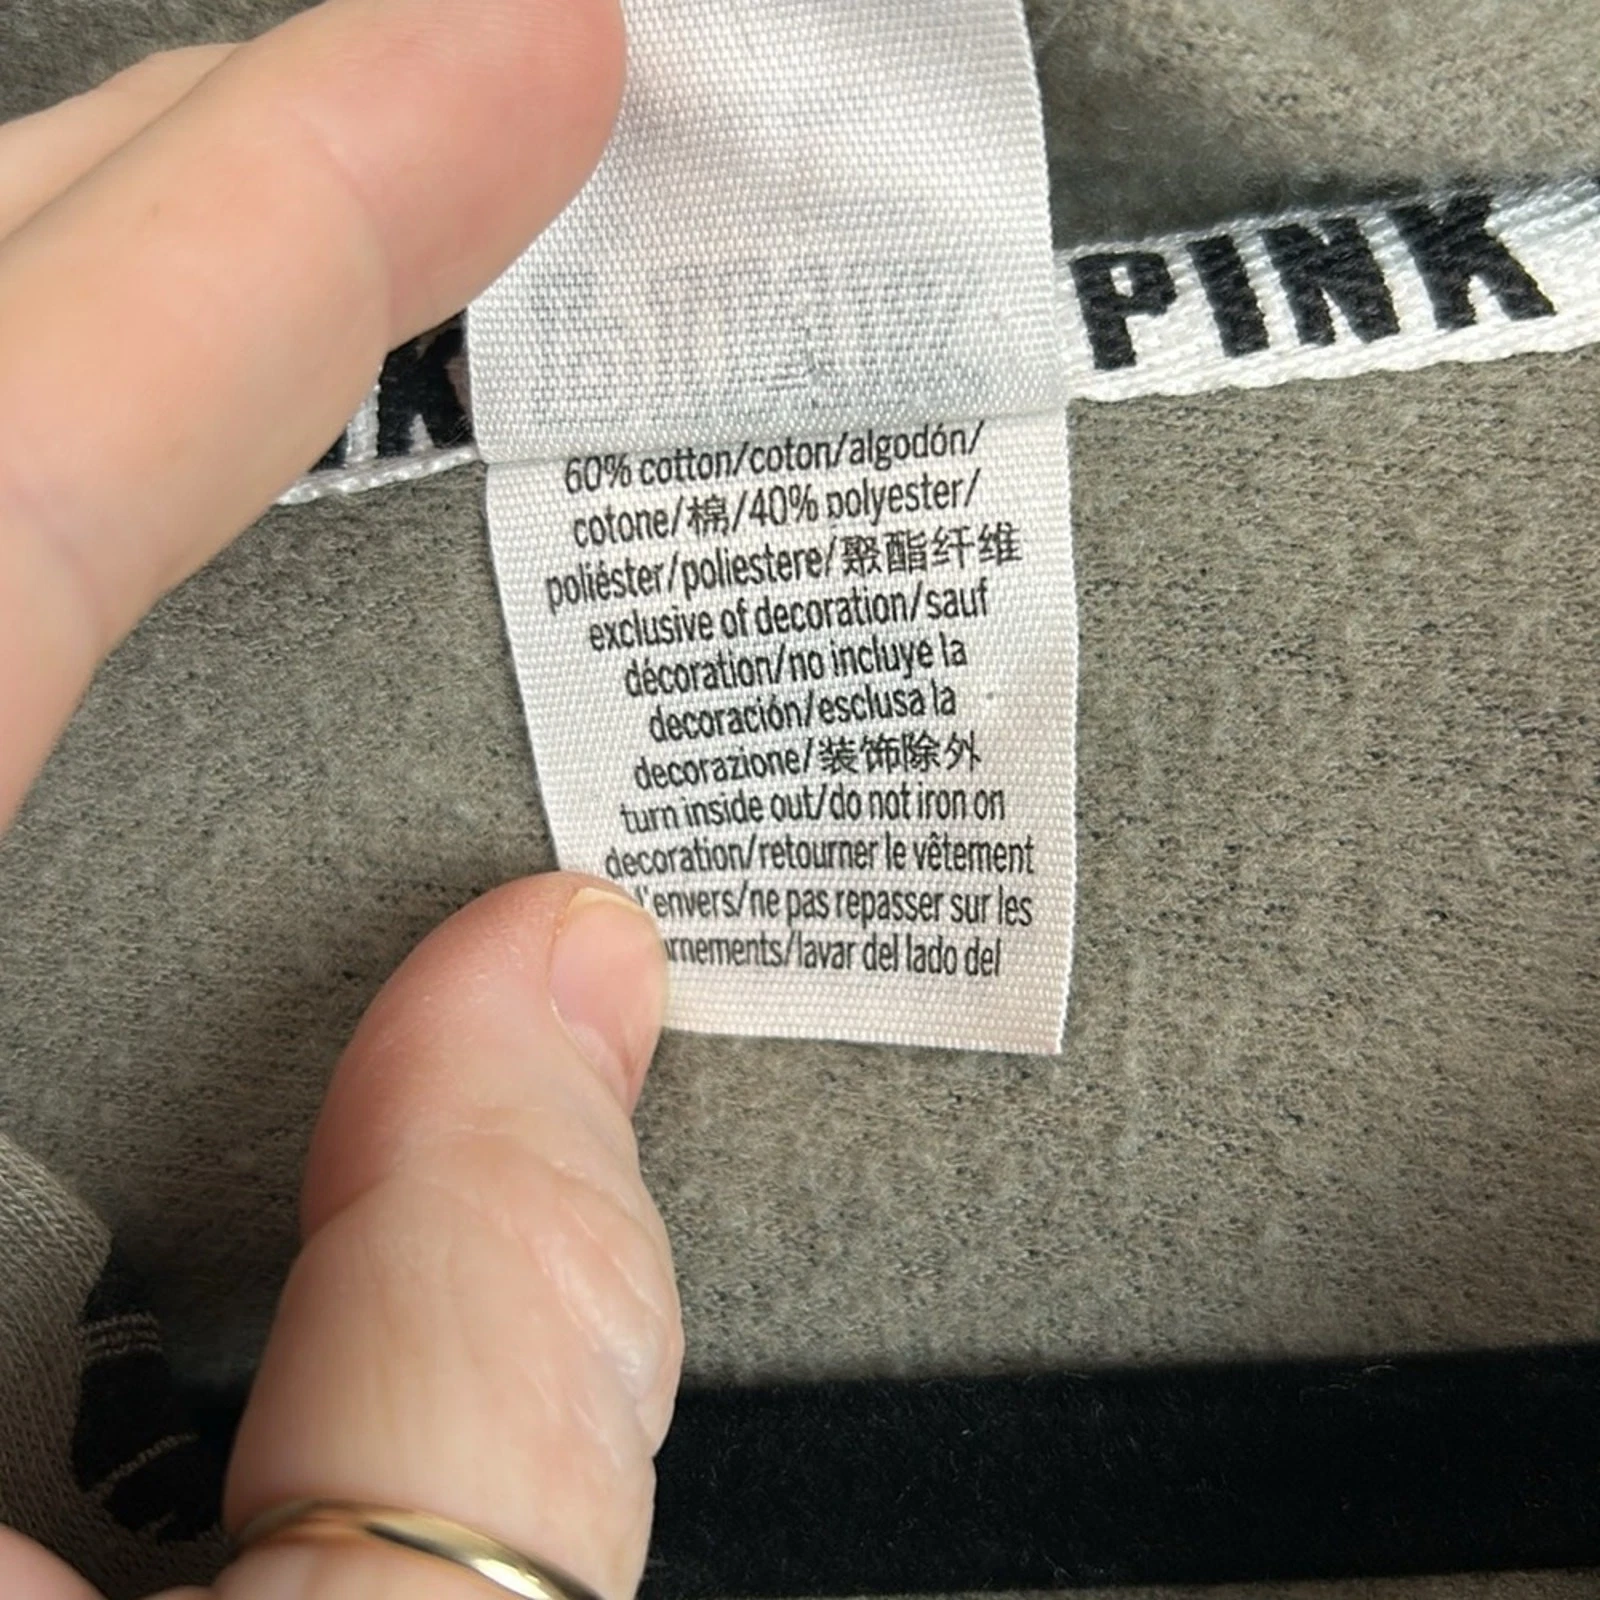 PINK
K
60% cotton/coton/algodón/
cotone/棉/40% polyester/
poliéster/poliestere/聚酯纤维
exclusive of decoration/sauf
décoration/no incluye la
decoración/esclusa la
decorazione/装饰除外
turn inside out/do not iron on
decoration/retourner le vêtement
l'envers/ne pas repasser sur les
rnements/lavar del lado del